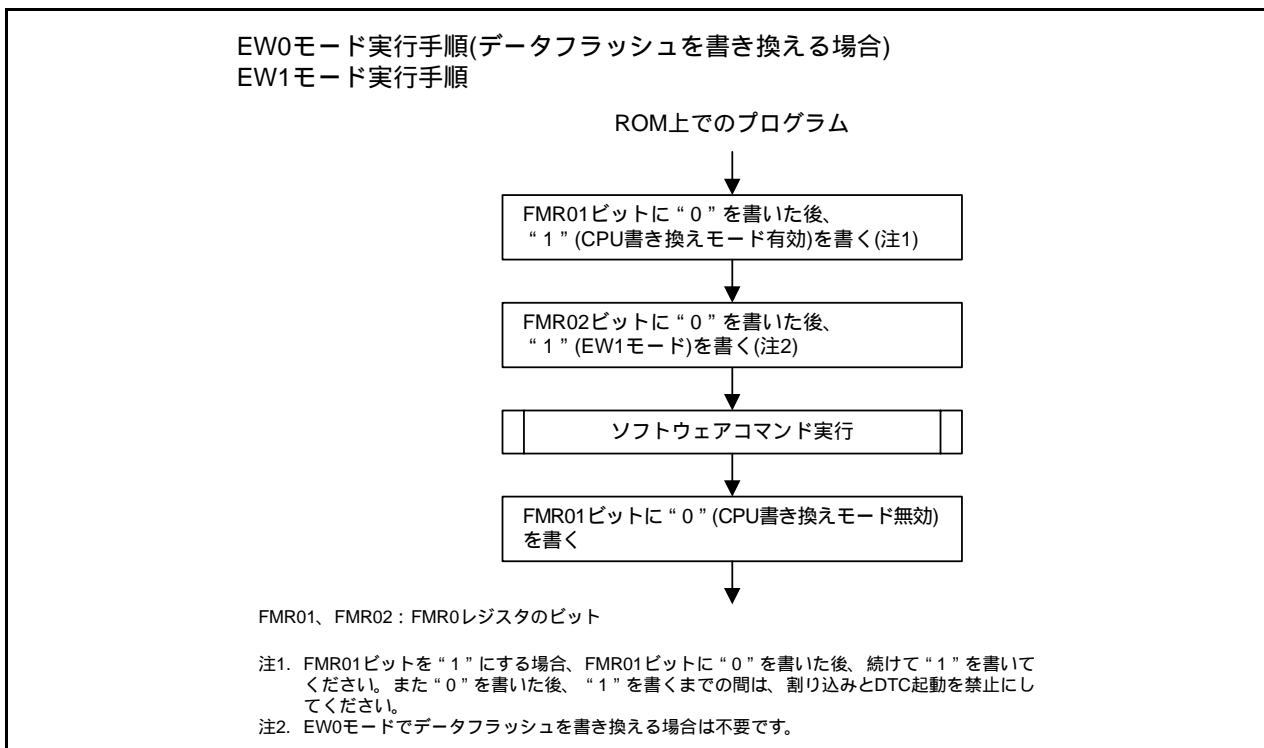 EW0モード実行手順(データフラッシュを書き換える場合)
EW1モード実行手順
ROM上でのプログラム
FMR01ビットに“0”を書いた後、
“1”(CPU書き換えモード有効)を書く(注1)
FMR02ビットに“0”を書いた後、
“1”(EW1モード)を書く(注2)
ソフトウェアコマンド実行
FMR01ビットに“0”(CPU書き換えモード無効)
を書く
FMR01、FMR02：FMR0レジスタのビット
注1. FMR01ビットを“1”にする場合、FMR01ビットに“0”を書いた後、続けて“1”を書いて
ください。また“0”を書いた後、“1”を書くまでの間は、割り込みとDTC起動を禁止にし
てください。
注2. EW0モードでデータフラッシュを書き換える場合は不要です。